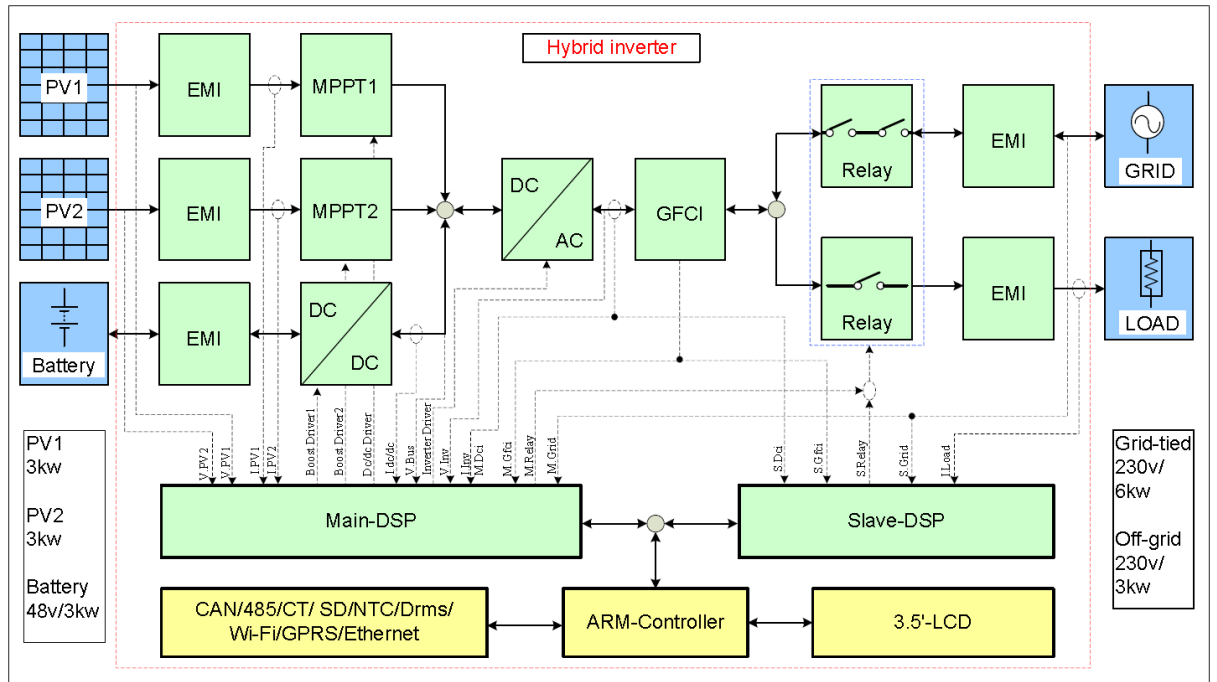 Hybrid inverter
PV1
EMI
MPPT1
Relay
EMI
GRID
PV2
EMI
MPPT2
DC
AC
GFCI
Relay
EMI
LOAD
Battery
EMI
DC
DC
V.PV2
V.PV1
I.PV1
I.PV2
Boost Driver1
Boost Driver2
Dc/dc Driver
I.dc/dc
V.Bus
Inverter Driver
V.Inv
I.Inv
M.Dci
M.Gfci
M.Relay
M.Grid
S.Dci
S.Gfci
S.Relay
S.Grid
I.Load
PV1
3kw
PV2
3kw
Battery
48v/3kw
Main-DSP
Slave-DSP
Grid-tied
230v/
6kw
Off-grid
230v/
3kw
CAN/485/CT/ SD/NTC/Drms/
Wi-Fi/GPRS/Ethernet
ARM-Controller
3.5'-LCD